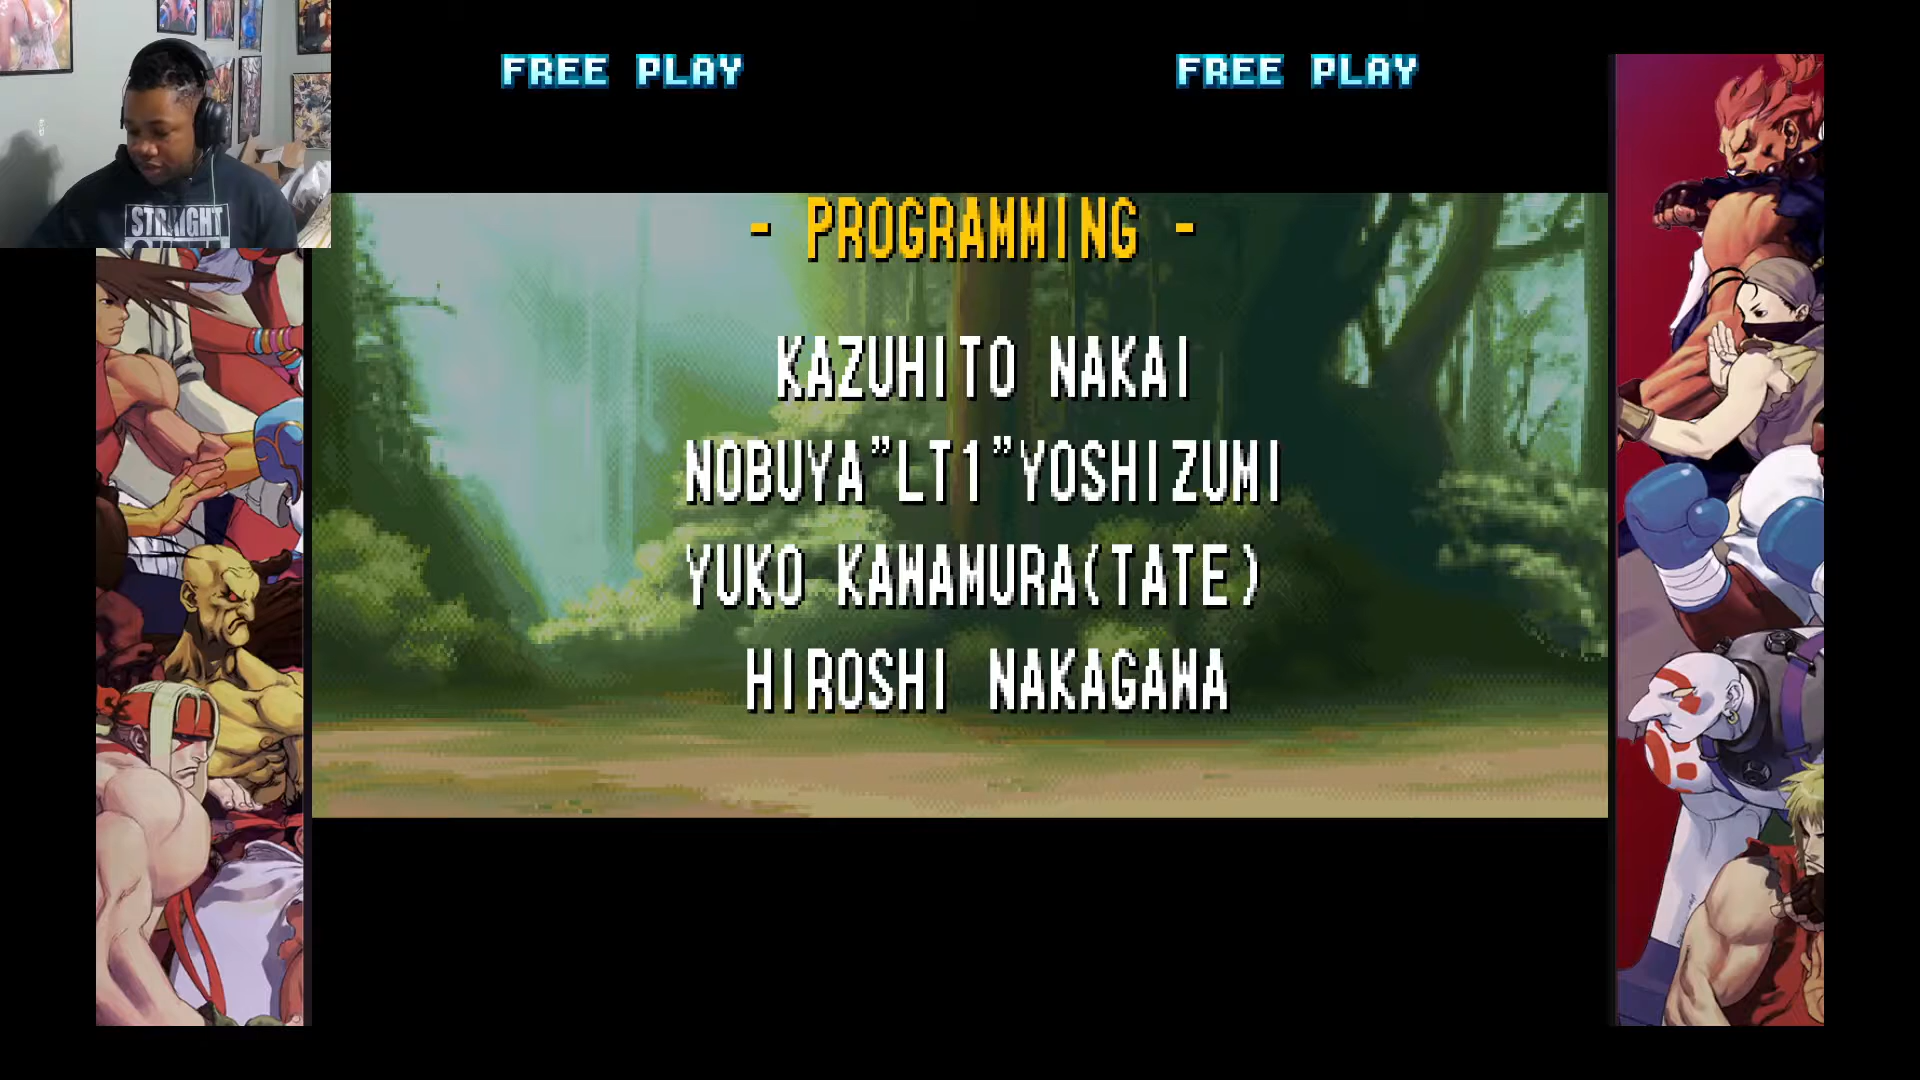 FREE PLAY FREE PLAY
STRAIGHT
- PROGRAMMING -
KAZUHITO NAKAI
NOBUYA"LT1"YOSHIZUMI
YUKO KAWAMURA(TATE)
HIROSHI NAKAGAWA